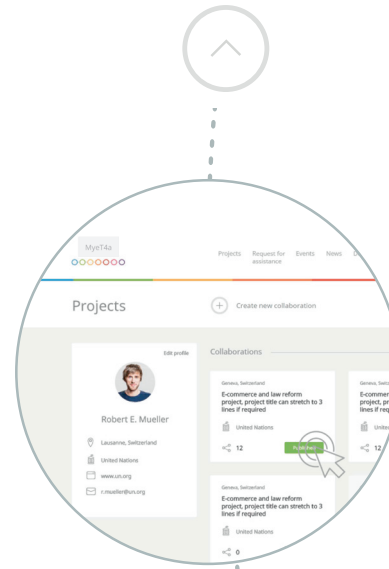 MyeT4a
Projects Request for assistance Events News
Projects
Create new collaboration
Edit profile
Collaborations
Robert E. Mueller
Lausanne, Switzerland
United Nations
www.un.org
r.mueller@un.org
Geneva, Switzerland
E-commerce and law reform
project, project title can stretch to 3
lines if required
United Nations
12
Published
Geneva, Switzerland
E-commerce and law reform
project, project title can stretch to 3
lines if required
United Nations
0
12